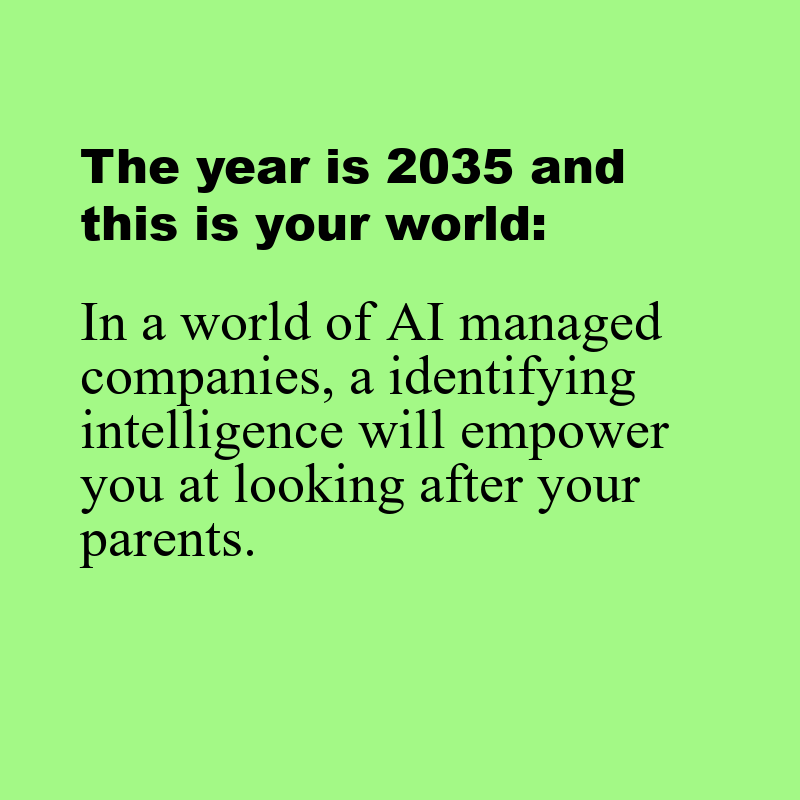 The year is 2035 and
this is your world:
In a world of AI managed
companies, a identifying
intelligence will empower
you at looking after your
parents.